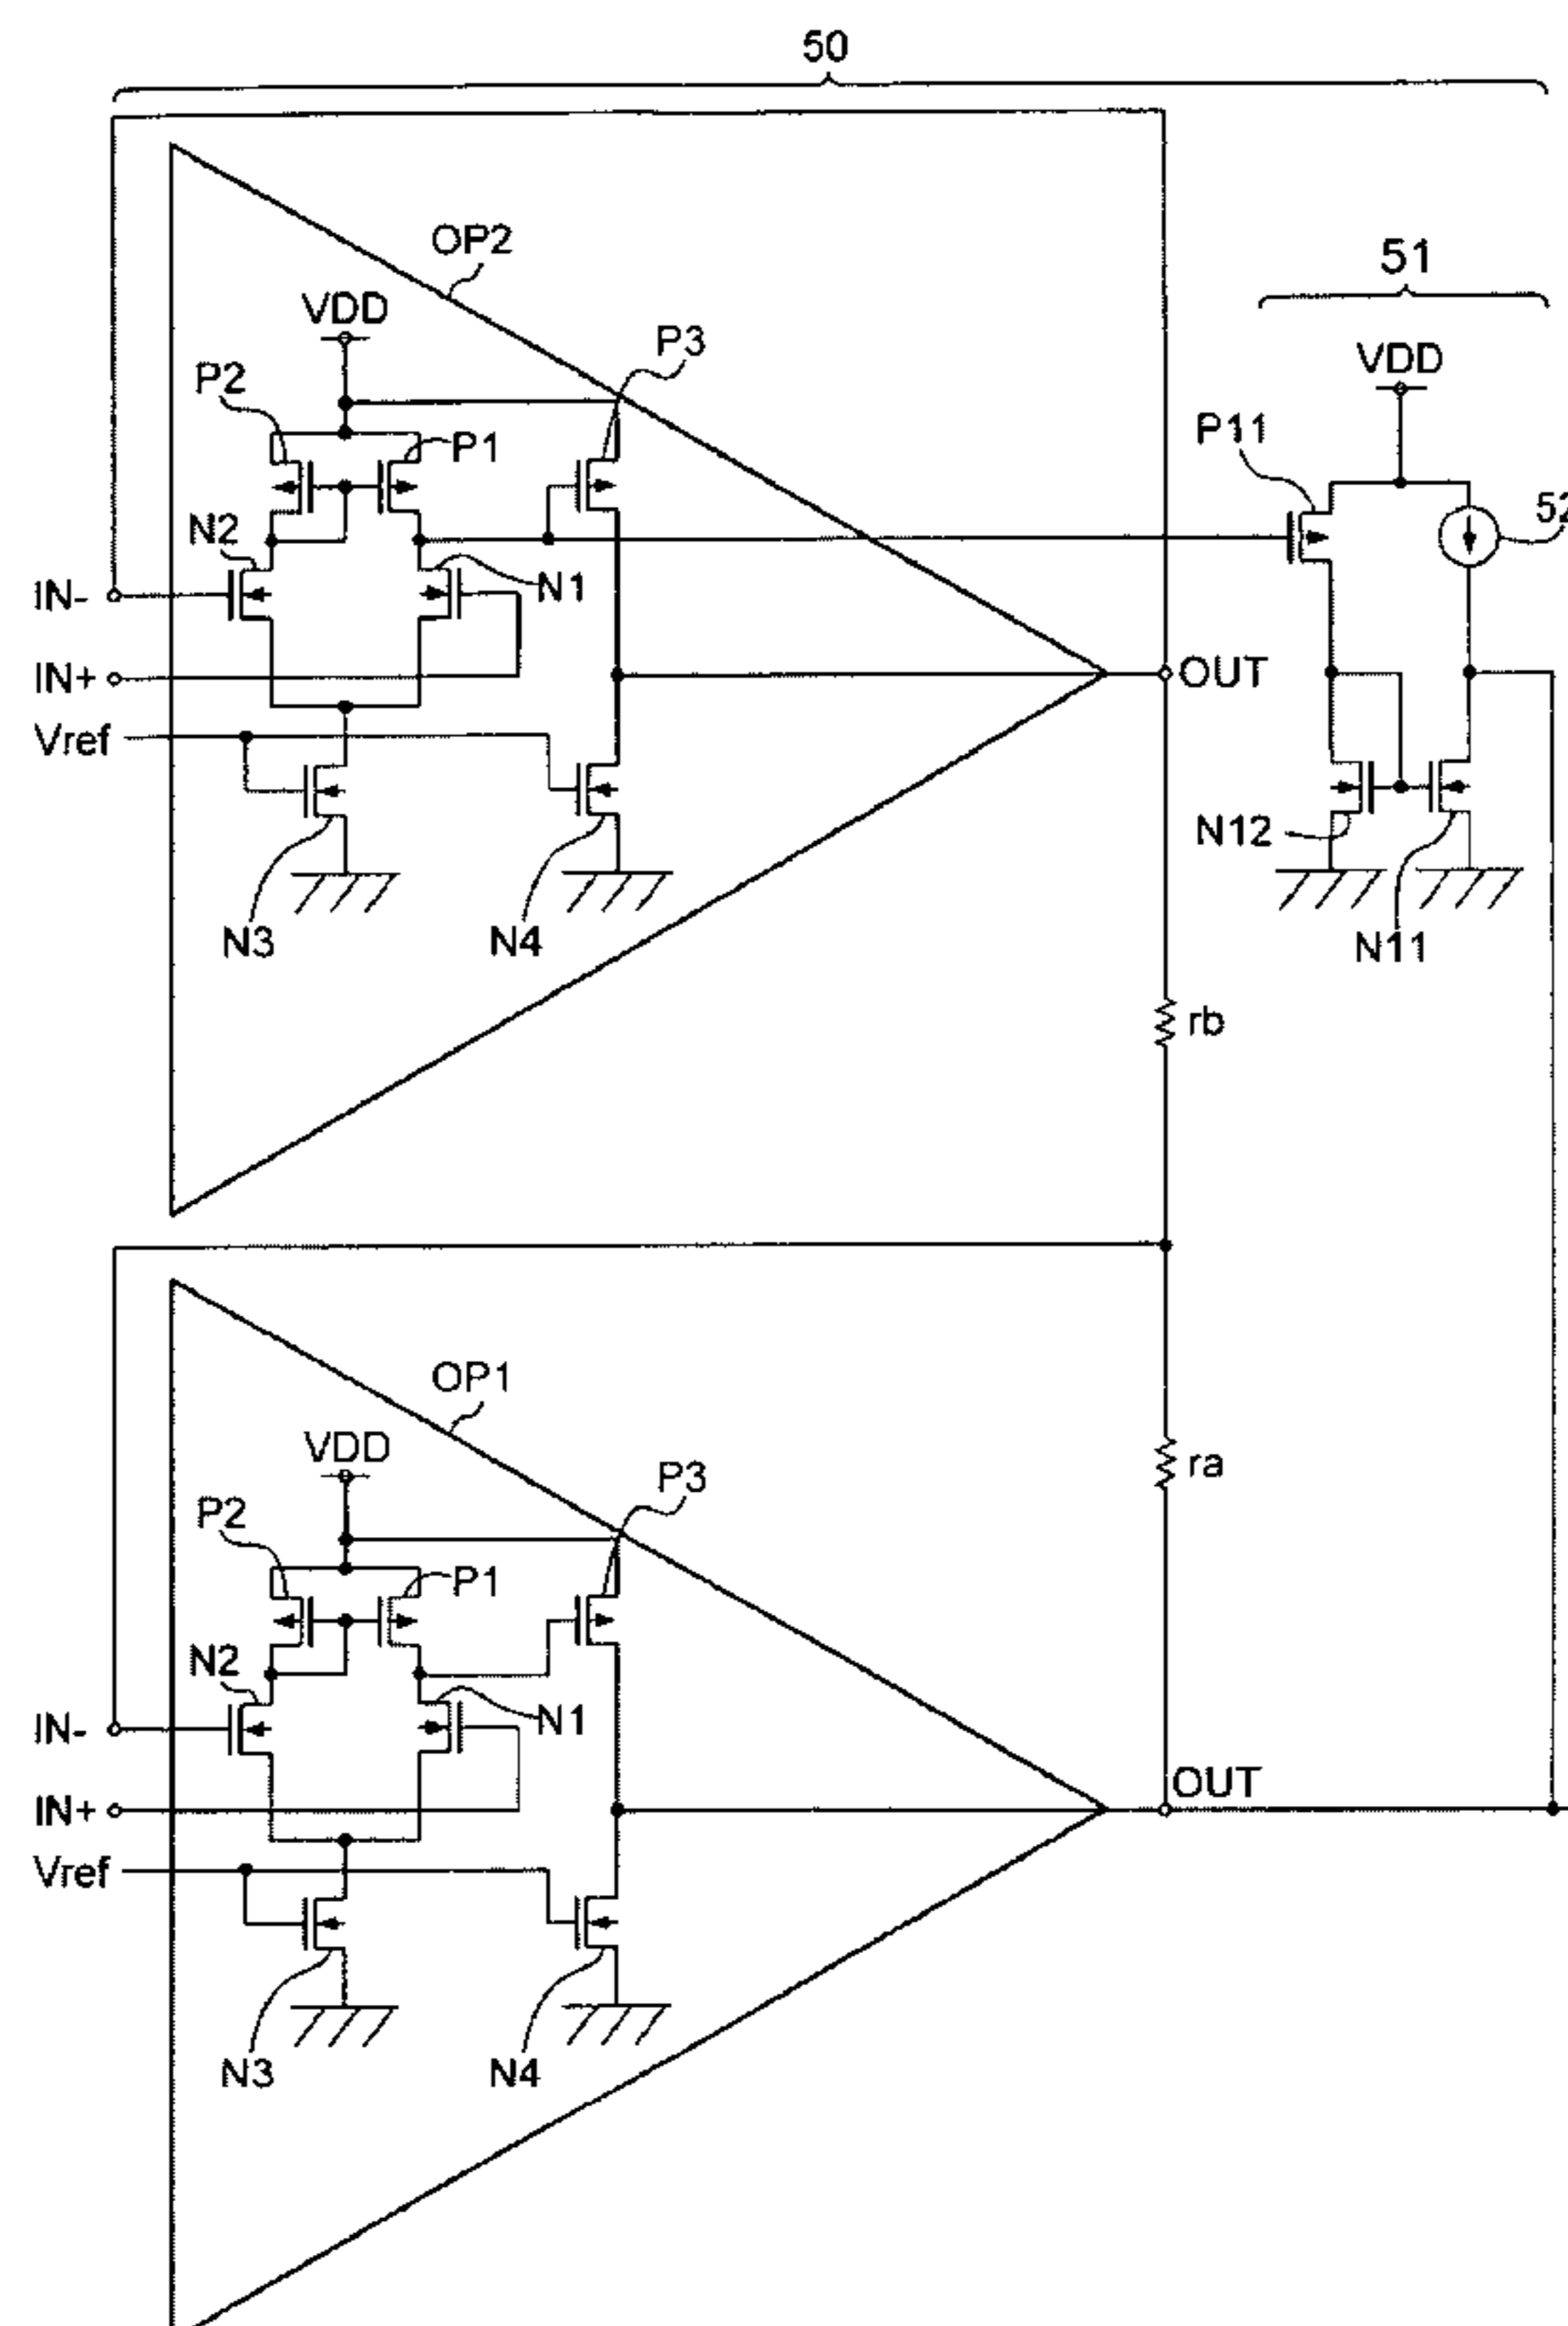 50
OP2
51
VDD
P3
VDD
P2
P1
P11
52
N2
N1
IN-
IN+
OUT
Vref
N12
N3
N4
N11
rb
OP1
VDD
P3
ra
P2
P1
N2
N1
IN-
OUT
IN+
Vref
N3
N4